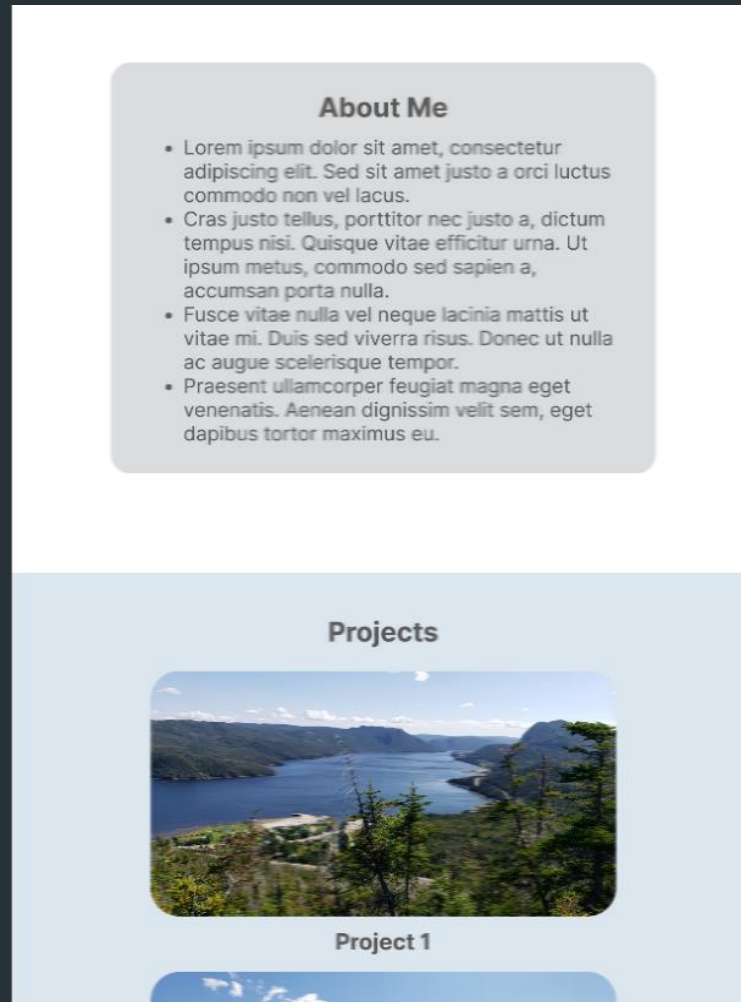 About Me
• Lorem ipsum dolor sit amet, consectetur
adipiscing elit. Sed sit amet justo a orci luctus
commodo non vel lacus.
• Cras justo tellus, porttitor nec justo a, dictum
tempus nisi. Quisque vitae efficitur urna. Ut
ipsum metus, commodo sed sapien a,
accumsan porta nulla.
• Fusce vitae nulla vel neque lacinia mattis ut
vitae mi. Duis sed viverra risus. Donec ut nulla
ac augue scelerisque tempor.
• Praesent ullamcorper feugiat magna eget
venenatis. Aenean dignissim velit sem, eget
dapibus tortor maximus eu.
Projects
Project 1